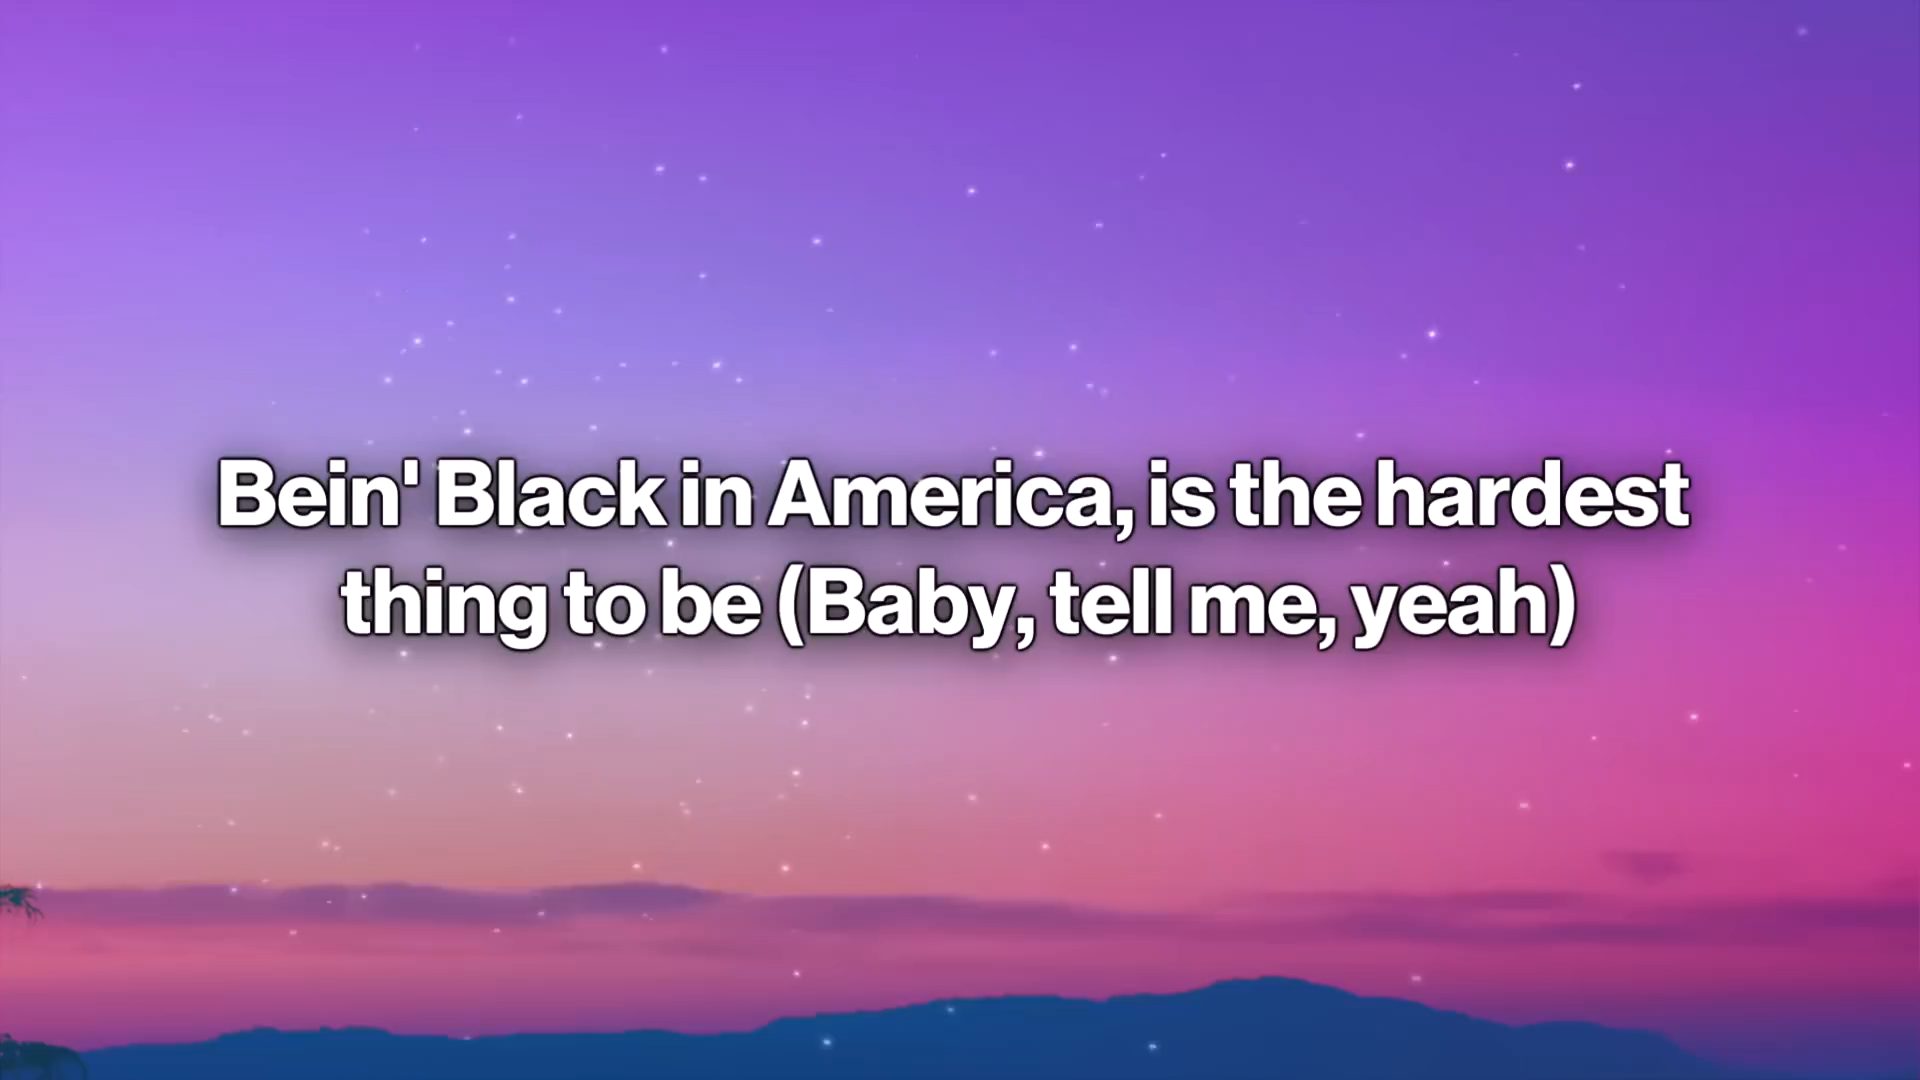 Bein' Black in America, is the hardest
thing to be (Baby, tell me, yeah)